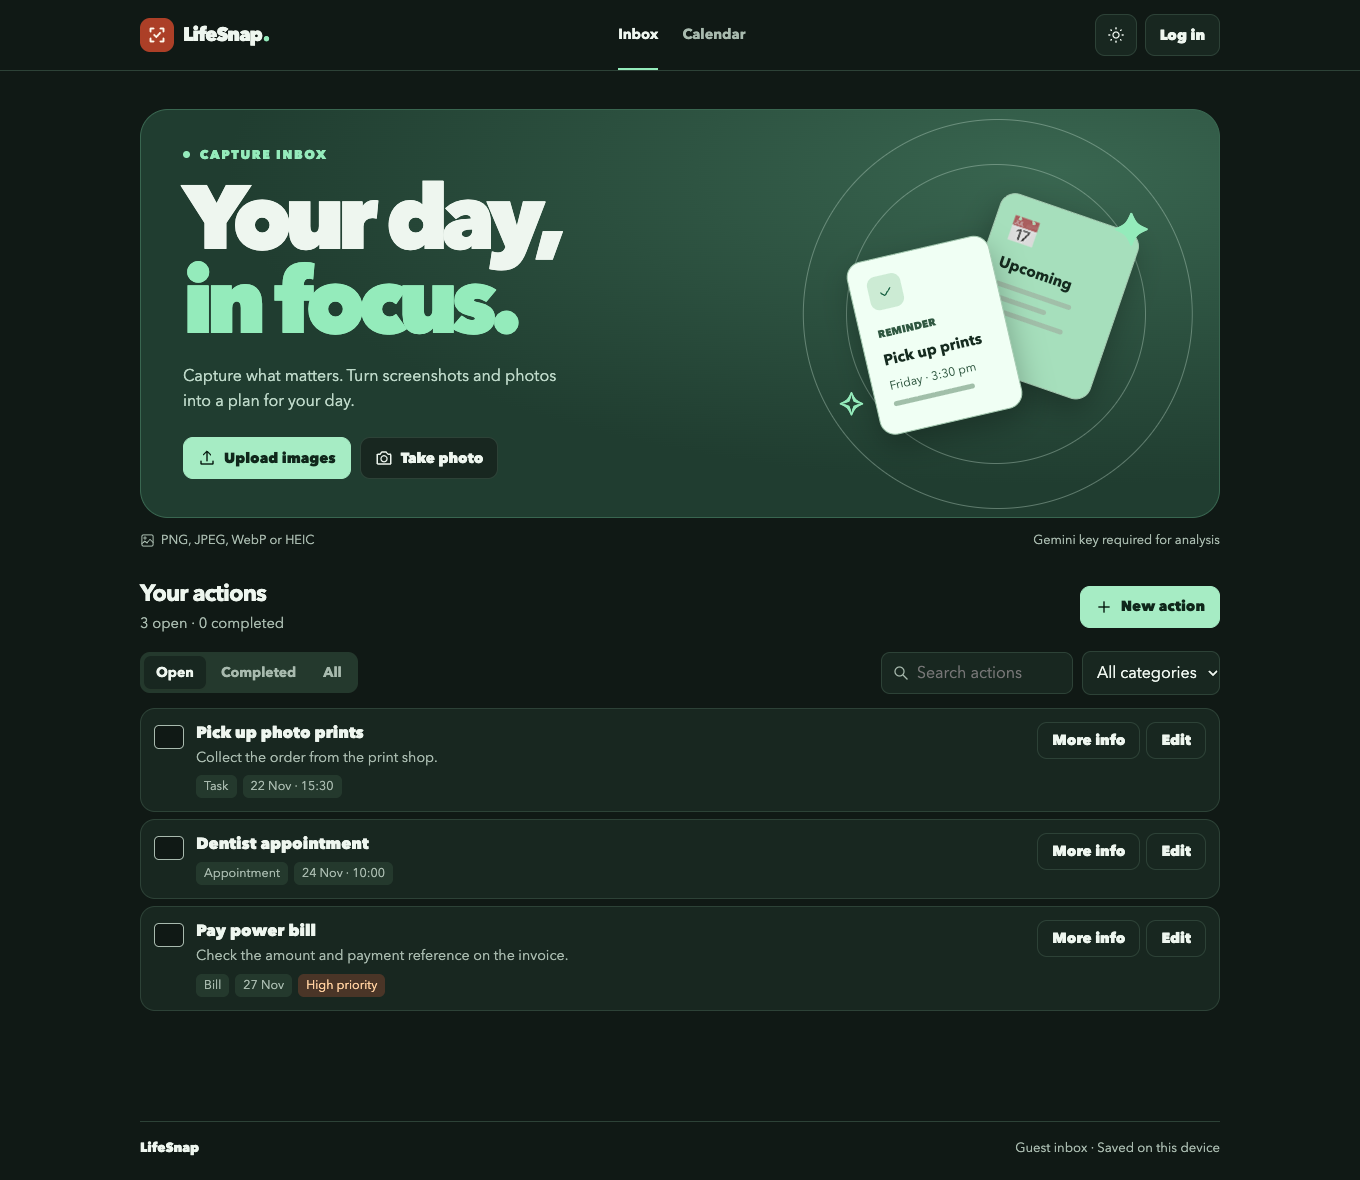 LifeSnap.
Inbox
Calendar
Log in
CAPTURE INBOX
Your day,
in focus.
Capture what matters. Turn screenshots and photos
into a plan for your day.
Upload images
Take photo
17
Upcoming
REMINDER
Pick up prints
Friday · 3:30 pm
PNG, JPEG, WebP or HEIC
Gemini key required for analysis
Your actions
3 open · 0 completed
New action
Open
Completed
All
Search actions
All categories
Pick up photo prints
Collect the order from the print shop.
Task
22 Nov · 15:30
More info
Edit
Dentist appointment
Appointment
24 Nov · 10:00
More info
Edit
Pay power bill
Check the amount and payment reference on the invoice.
Bill
27 Nov
High priority
More info
Edit
LifeSnap
Guest inbox · Saved on this device